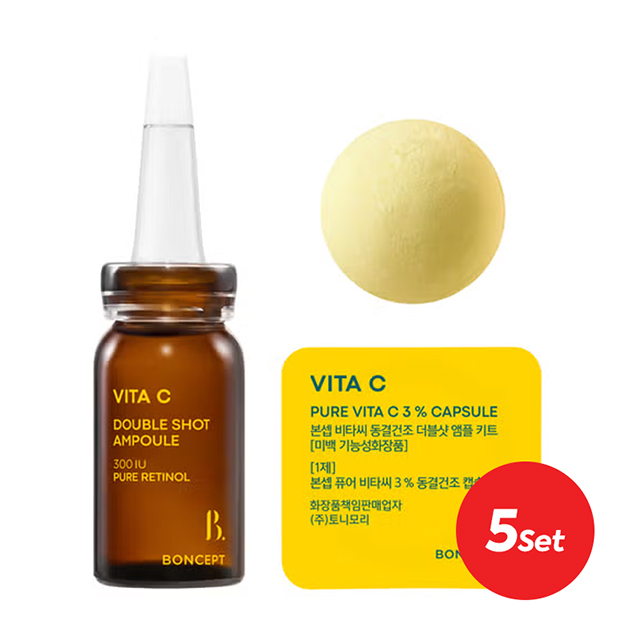 VITA C
DOUBLE SHOT
AMPOULE
300 IU
PURE RETINOL
B.
BONCEPT
VITA C
PURE VITA C 3 % CAPSULE
본셉 비타씨 동결건조 더블샷 앰플 키트
[미백 기능성화장품]
[1제]
본셉 퓨어 비타씨 3 % 동결건조
화장품책임판매업자
(주)토니모리
5Set